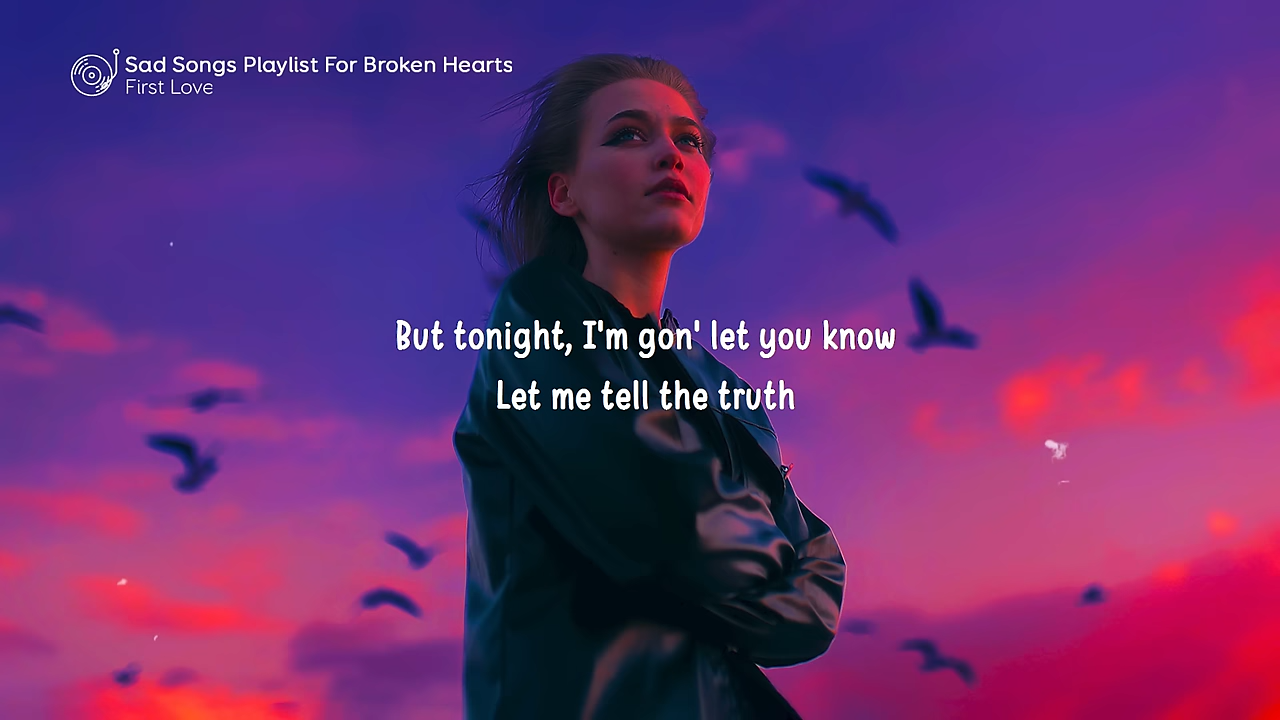 Sad Songs Playlist For Broken Hearts
First Love
But tonight, I'm gon' let you know
Let me tell the truth